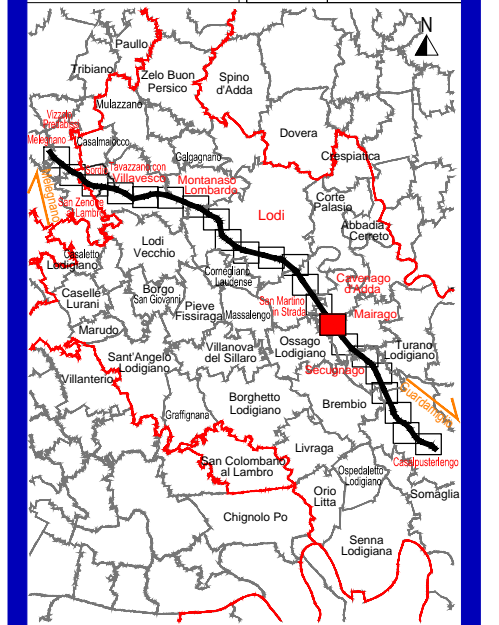 N
Paullo
Tribiano
Zelo Buon
Persico
Spino
d'Adda
Mulazzano
Vizzolo
Predabissi
Dovera
Melegnano
Casalmaiocco
Galgagnano
Crespiatica
Sordio
Tavazzano con
Villavesco
Montanaso
Lombardo
Melegnano
San Zenone
al Lambro
Lodi
Corte
Palasio
Abbadia
Cerreto
Lodi
Vecchio
Casaletto
Lodigiano
Cornegliano
Laudense
Cavenago
d'Adda
Caselle
Lurani
Borgo
San Giovanni
Pieve
Fissiraga
Massalengo
San Martino
in Strada
Mairago
Marudo
Sant'Angelo
Lodigiano
Villanova
del Sillaro
Ossago
Lodigiano
Turano
Lodigiano
Villanterio
Secugnago
Borghetto
Lodigiano
Brembio
Graffignana
Livraga
San Colombano
al Lambro
Casalpusterlengo
Ospedaletto
Lodigiano
Orio
Litta
Somaglia
Chignolo Po
Senna
Lodigiana